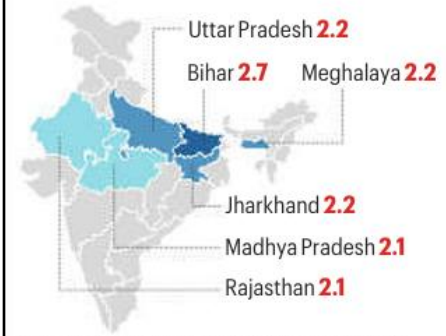 Uttar Pradesh 2.2
Bihar 2.7
Meghalaya 2.2
Jharkhand 2.2
Madhya Pradesh 2.1
Rajasthan 2.1